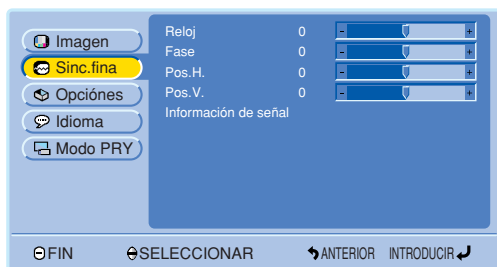 Imagen
Sinc.fina
Opciónes
Idioma
Modo PRY
Reloj 0 - +
Fase 0 - +
Pos.H. 0 - +
Pos.V. 0 - +
Información de señal
FIN SELECCIONAR ANTERIOR INTRODUCIR